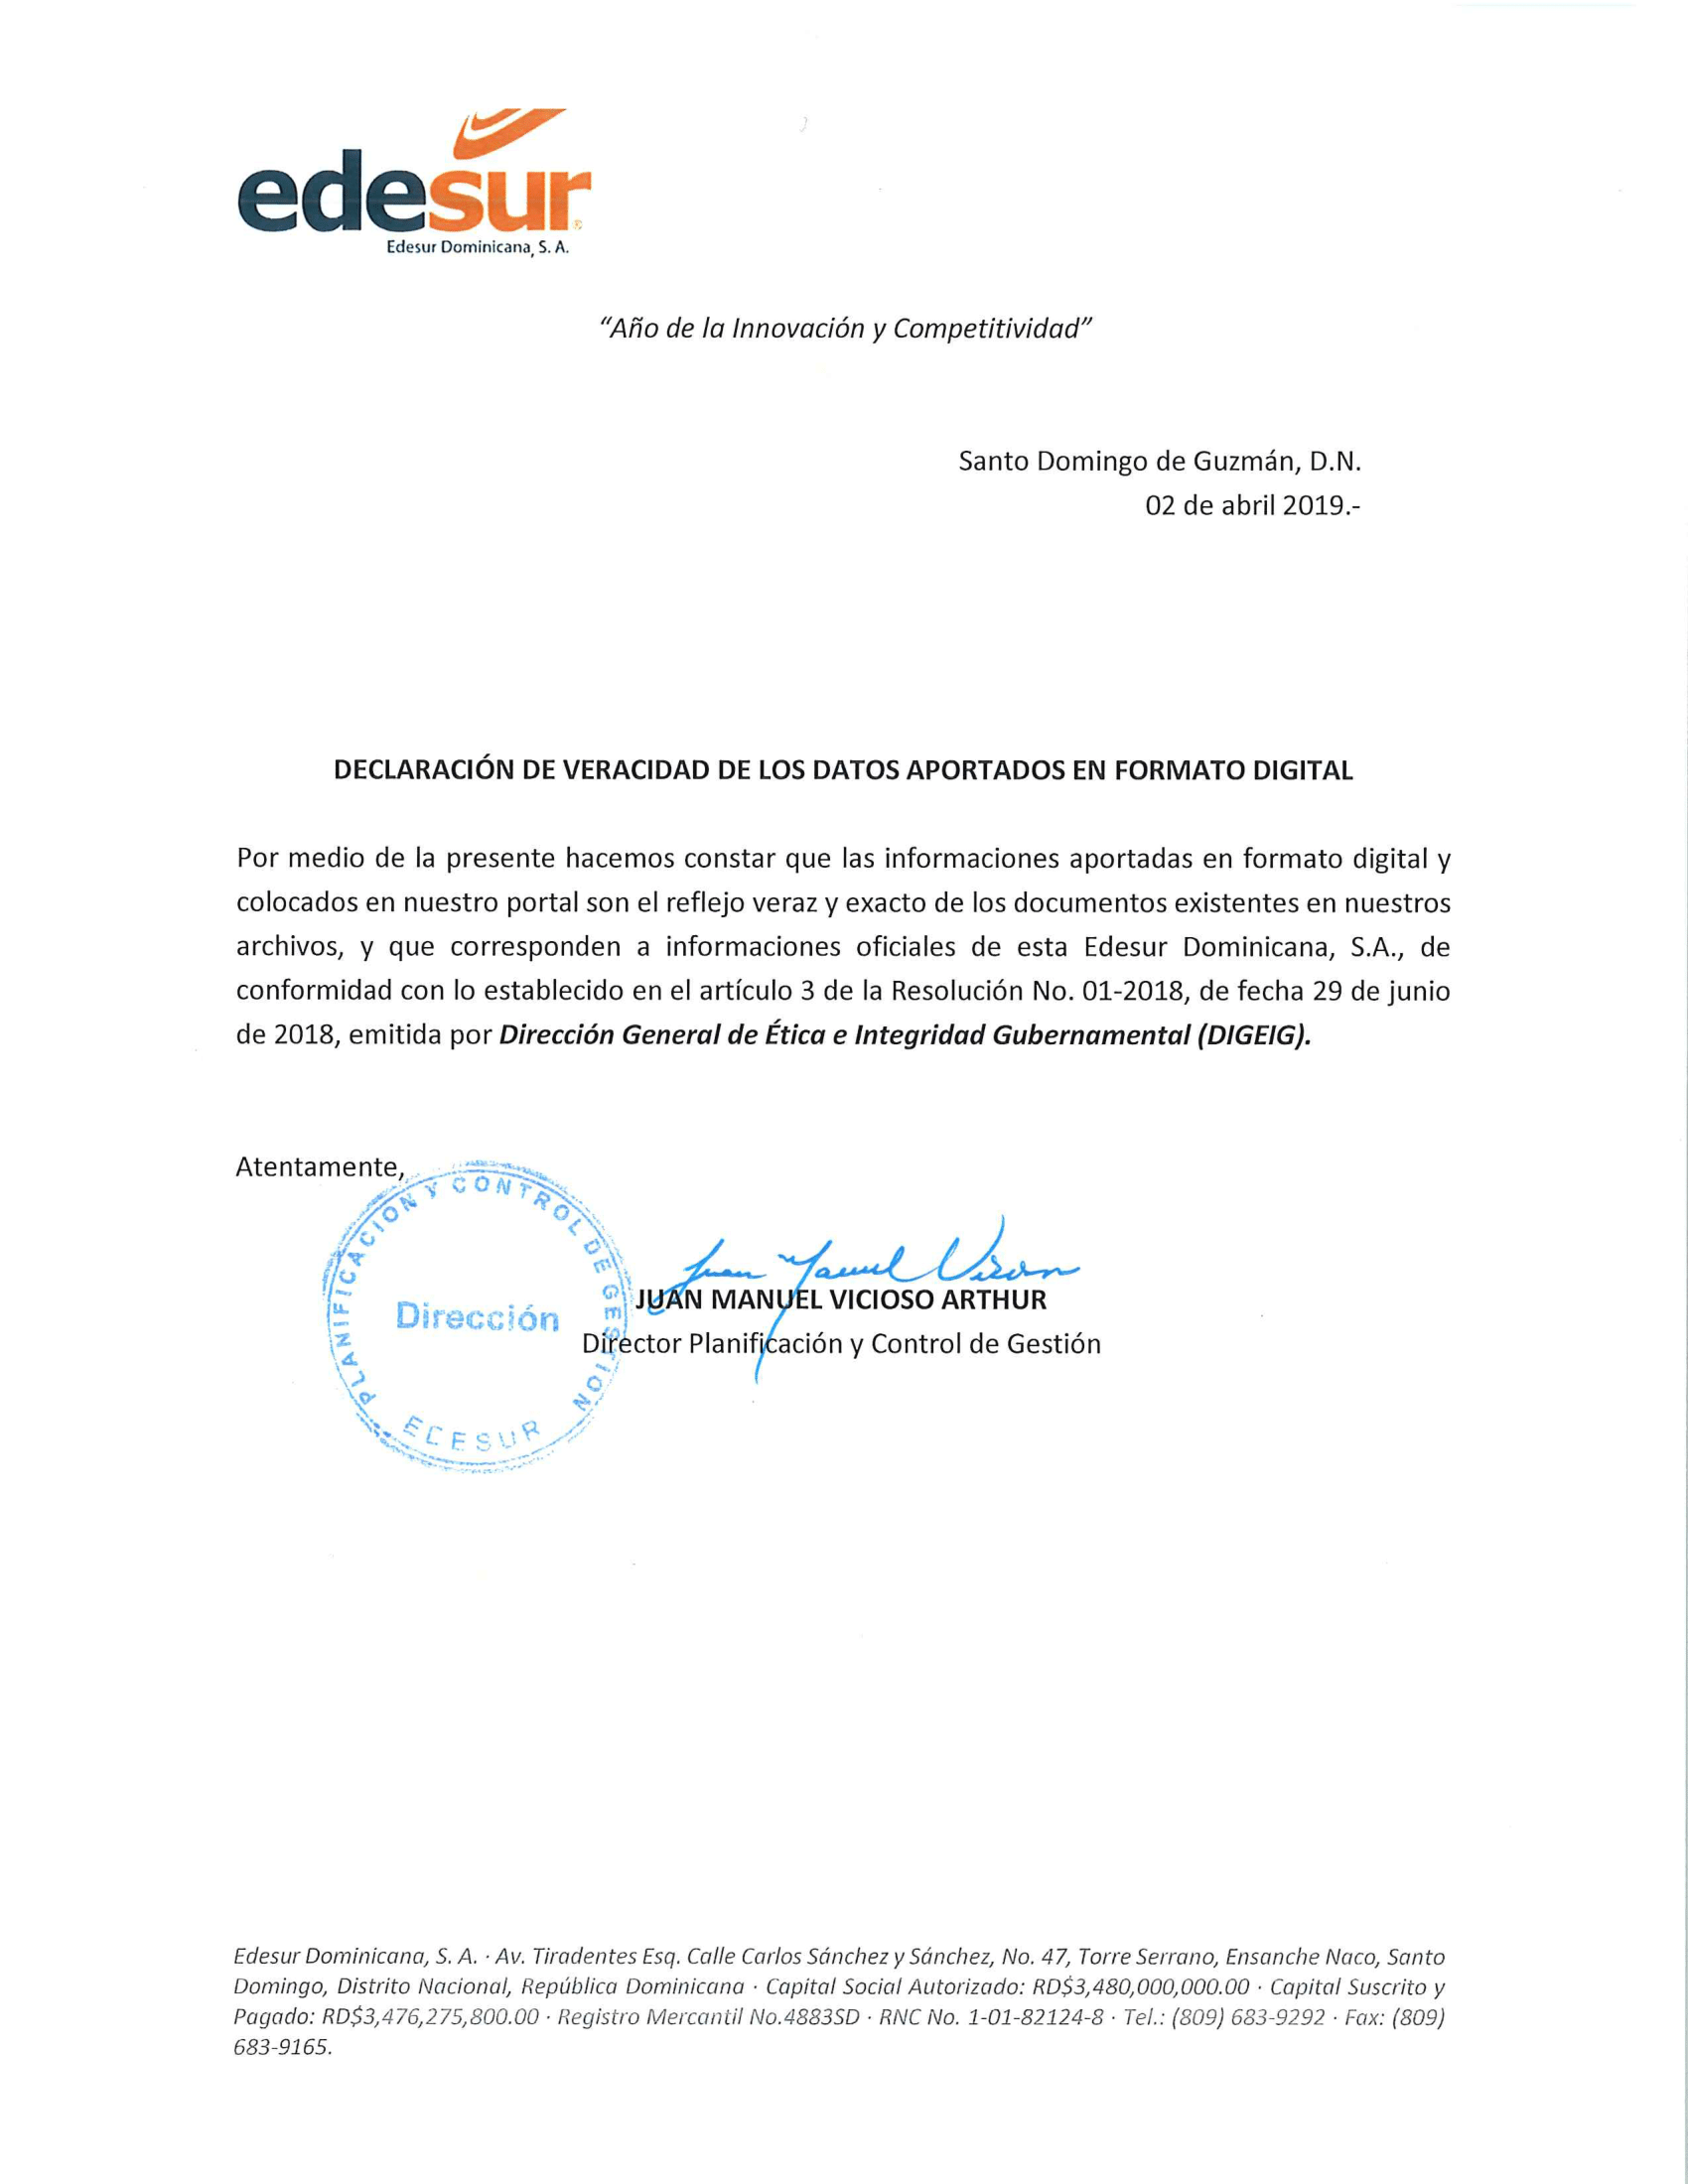 edesur
Edesur Dominicana, S. A.
“Año de la Innovación y Competitividad”
Santo Domingo de Guzmán, D.N.
02 de abril 2019.-
DECLARACIÓN DE VERACIDAD DE LOS DATOS APORTADOS EN FORMATO DIGITAL
Por medio de la presente hacemos constar que las informaciones aportadas en formato digital y
colocados en nuestro portal son el reflejo veraz y exacto de los documentos existentes en nuestros
archivos, y que corresponden a informaciones oficiales de esta Edesur Dominicana, S.A., de
conformidad con lo establecido en el artículo 3 de la Resolución No. 01-2018, de fecha 29 de junio
de 2018, emitida por Dirección General de Ética e Integridad Gubernamental (DIGEIG).
Atentamente,
PLANIFICACION Y CONTROL DE GESTION
Dirección
EDESUR
Juan Manuel Vicioso
JUAN MANUEL VICIOSO ARTHUR
Director Planificación y Control de Gestión
Edesur Dominicana, S. A. · Av. Tiradentes Esq. Calle Carlos Sánchez y Sánchez, No. 47, Torre Serrano, Ensanche Naco, Santo
Domingo, Distrito Nacional, República Dominicana · Capital Social Autorizado: RD$3,480,000,000.00 · Capital Suscrito y
Pagado: RD$3,476,275,800.00 · Registro Mercantil No.4883SD · RNC No. 1-01-82124-8 · Tel.: (809) 683-9292 · Fax: (809)
683-9165.